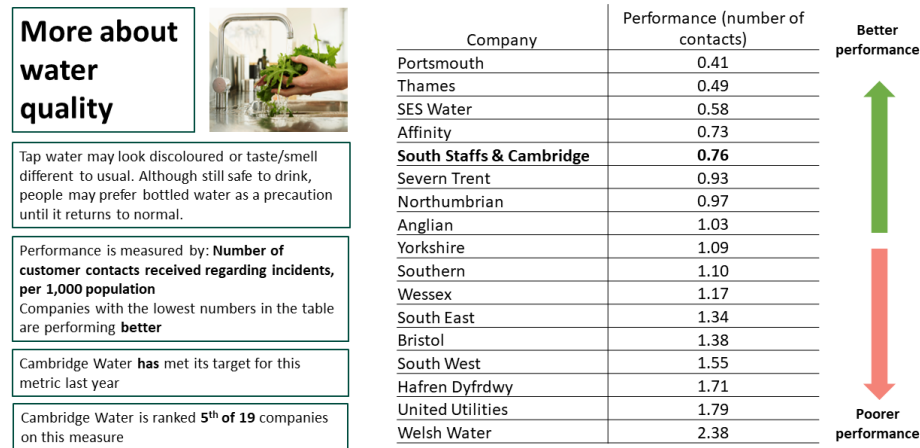 More about
water
quality
Tap water may look discoloured or taste/smell
different to usual. Although still safe to drink,
people may prefer bottled water as a precaution
until it returns to normal.
Performance is measured by: Number of
customer contacts received regarding incidents,
per 1,000 population
Companies with the lowest numbers in the table
are performing better
Cambridge Water has met its target for this
metric last year
Cambridge Water is ranked 5th of 19 companies
on this measure
Company Performance (number of contacts)
Portsmouth 0.41
Thames 0.49
SES Water 0.58
Affinity 0.73
South Staffs & Cambridge 0.76
Severn Trent 0.93
Northumbrian 0.97
Anglian 1.03
Yorkshire 1.09
Southern 1.10
Wessex 1.17
South East 1.34
Bristol 1.38
South West 1.55
Hafren Dyfrdwy 1.71
United Utilities 1.79
Welsh Water 2.38
Better
performance
Poorer
performance